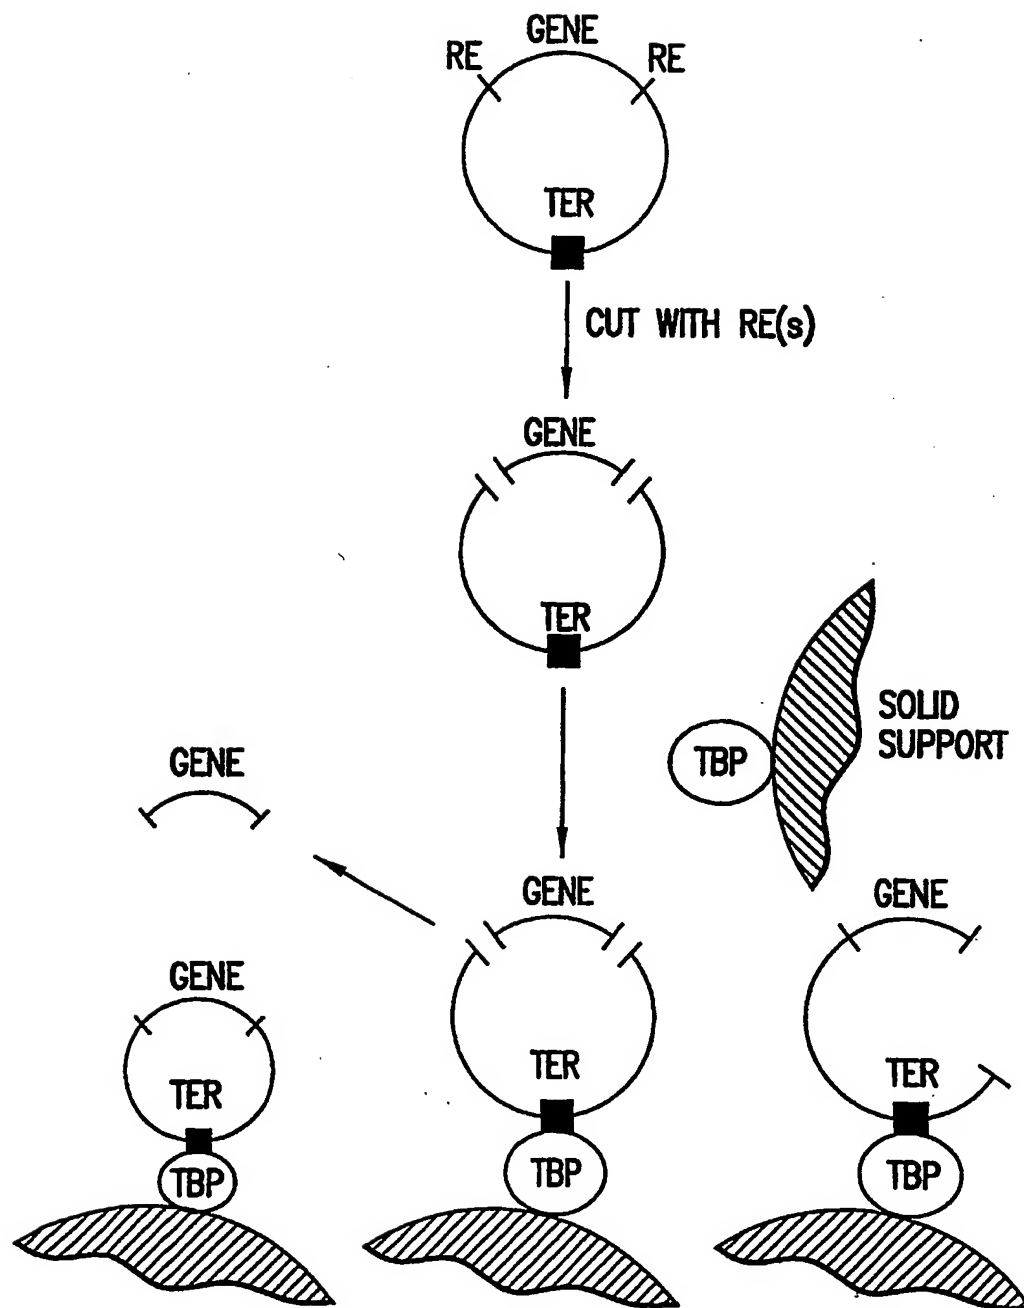 GENE
RE
RE
TER
CUT WITH RE(s)
GENE
TER
SOLID
SUPPORT
TBP
GENE
GENE
GENE
GENE
TER
TER
TER
TBP
TBP
TBP